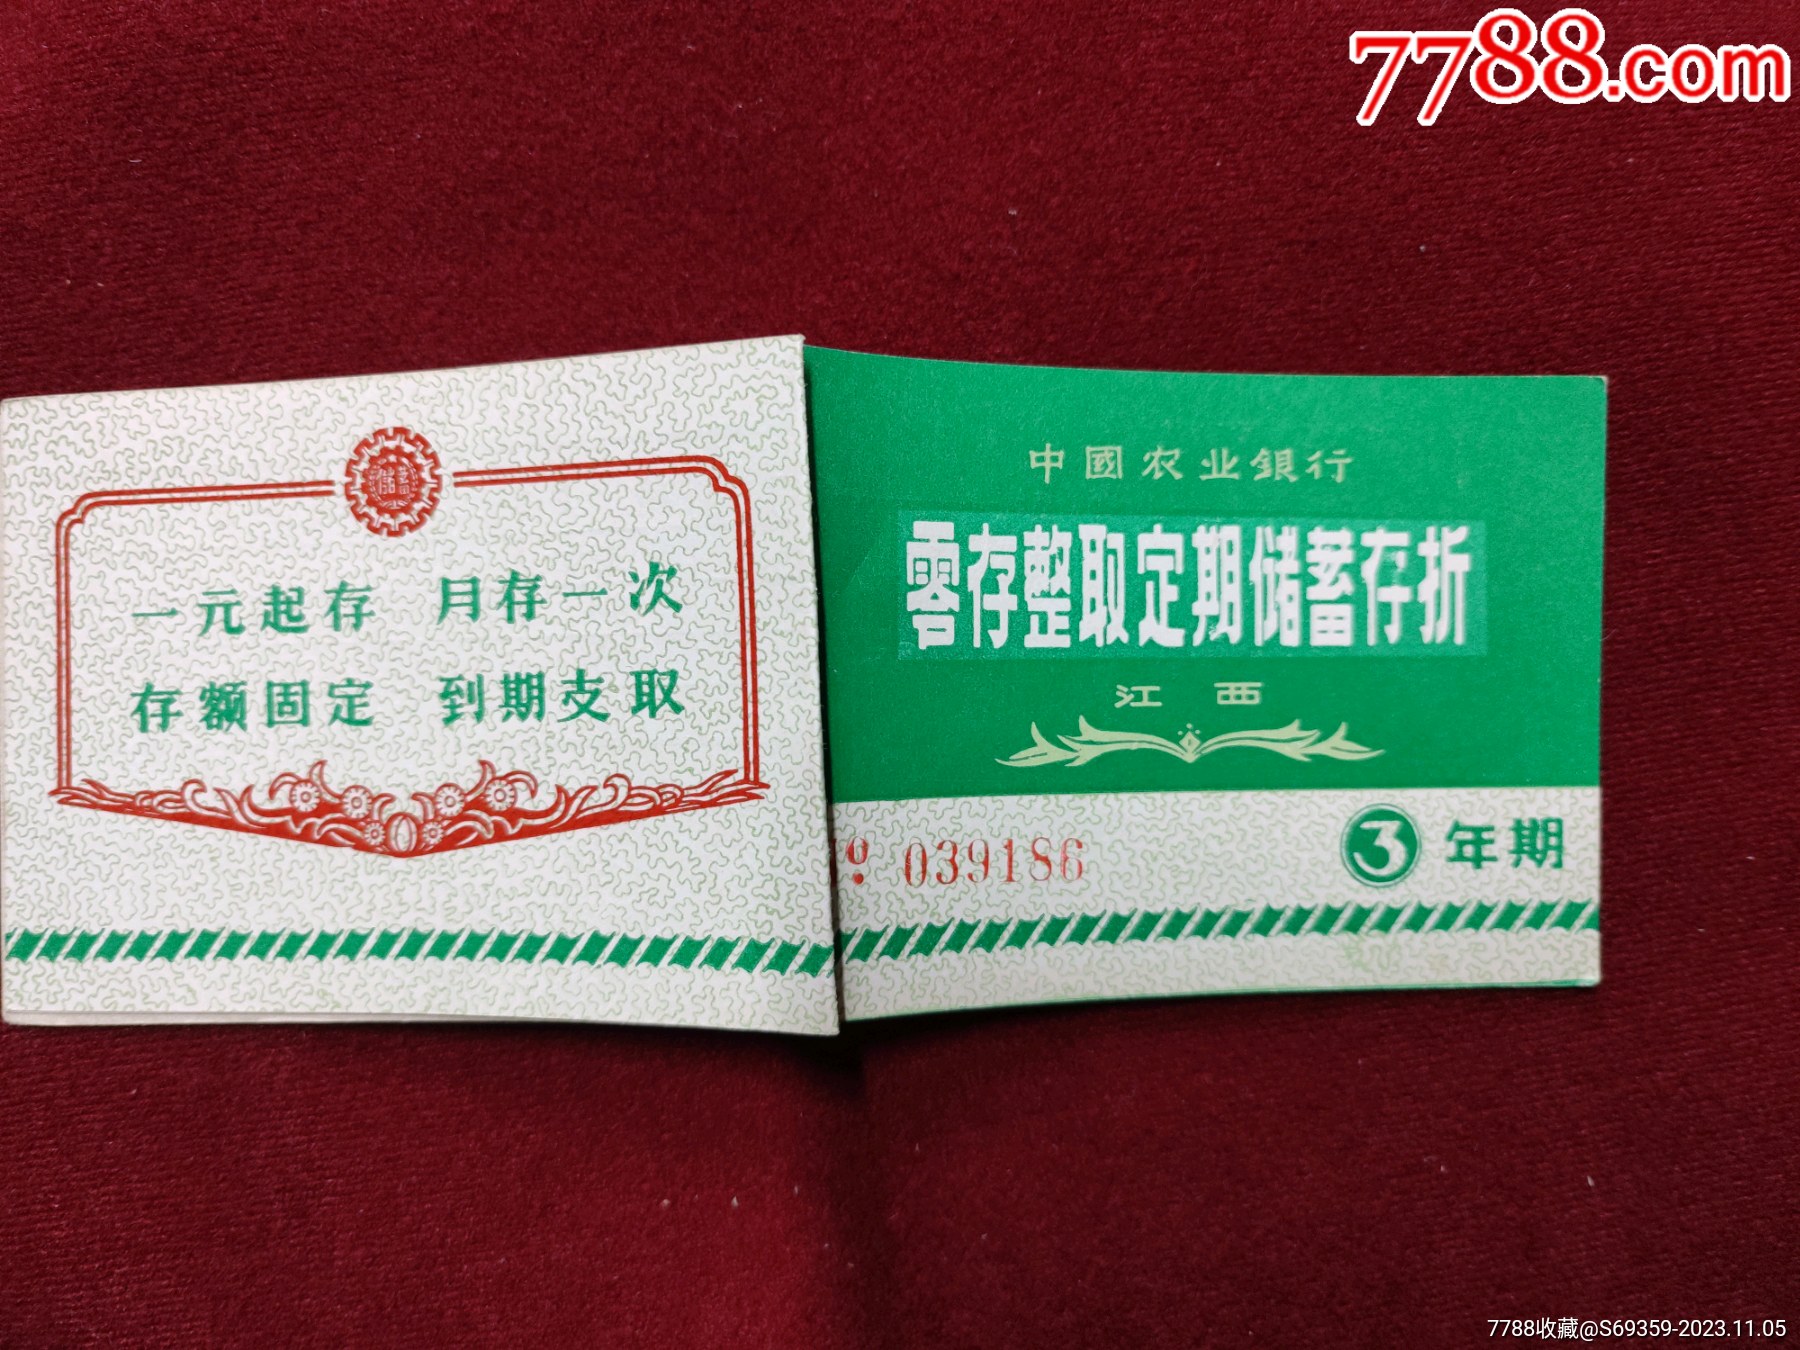 7788.com
儲蓄
一元起存 月存一次
存额固定 到期支取
中國农业銀行
零存整取定期储蓄存折
江西
№ 039186
3年期
7788收藏@S69359-2023.11.05